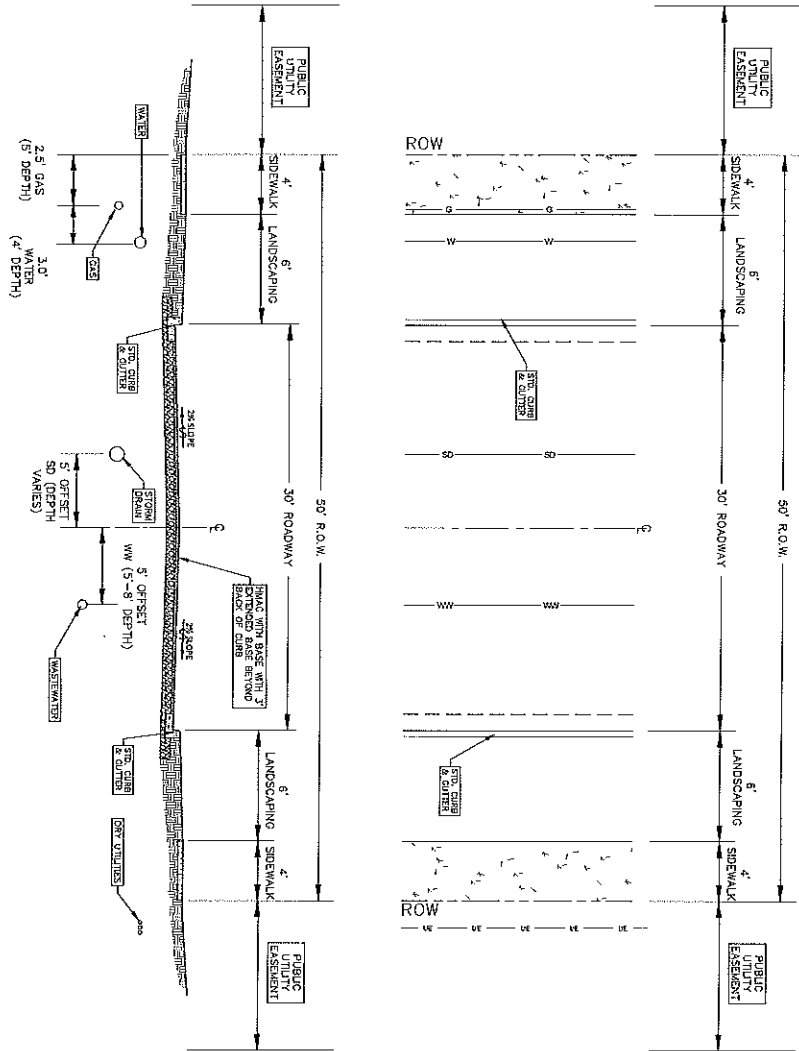 PUBLIC
UTILITY
EASEMENT
ROW
50' R.O.W.
4'
SIDEWALK
6'
LANDSCAPING
30' ROADWAY
6'
LANDSCAPING
4'
SIDEWALK
ROW
PUBLIC
UTILITY
EASEMENT
G
G
W
W
STD. CURB
& GUTTER
SD
SD
CL
WW
WW
STD. CURB
& GUTTER
UE
UE
UE
UE
UE
PUBLIC
UTILITY
EASEMENT
50' R.O.W.
4'
SIDEWALK
6'
LANDSCAPING
30' ROADWAY
6'
LANDSCAPING
4'
SIDEWALK
PUBLIC
UTILITY
EASEMENT
2% SLOPE
CL
HMAC WITH BASE WITH 3'
EXTENDED BASE BEYOND
BACK OF CURB
2% SLOPE
WATER
2.5' GAS
(5' DEPTH)
GAS
3.0'
WATER
(4' DEPTH)
STD. CURB
& GUTTER
STORM
DRAIN
5' OFFSET
SD (DEPTH
VARIES)
5' OFFSET
WW (5'-8' DEPTH)
WASTEWATER
STD. CURB
& GUTTER
DRY UTILITIES